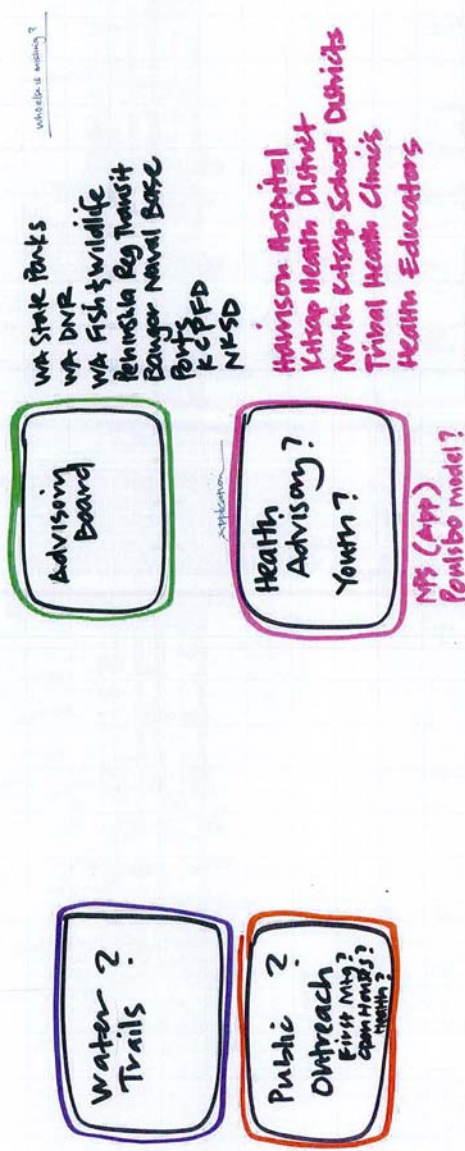 Water ?
Trails
Public ?
Outreach
First Mtg?
Open Houses?
Health?
Advisory
Board
WA State Parks
WA DNR
WA Fish & Wildlife
Peninsula Reg Transit
Bangor Naval Base
Ports
KCPFD
NKSD
who else is missing?
Application
Health
Advisory?
Youth?
NPS (App)
Poulsbo model?
Harrison Hospital
Kitsap Health District
North Kitsap School Districts
Tribal Health Clinics
Health Educators